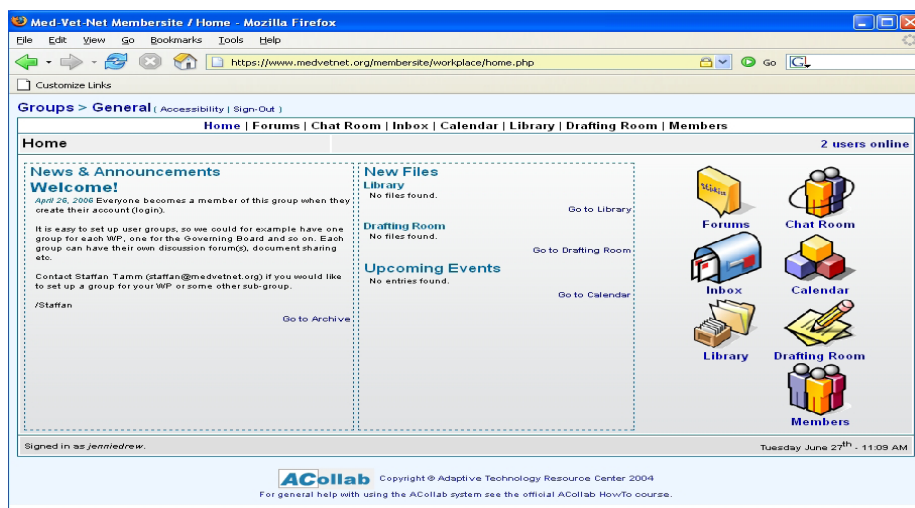 Med-Vet-Net Membersite / Home - Mozilla Firefox
File Edit View Go Bookmarks Tools Help
https://www.medvetnet.org/membersite/workplace/home.php
Go
G
Customize Links
Groups > General ( Accessibility | Sign-Out )
Home | Forums | Chat Room | Inbox | Calendar | Library | Drafting Room | Members
Home
2 users online
News & Announcements
Welcome!
April 26, 2006 Everyone becomes a member of this group when they
create their account (login).
It is easy to set up user groups, so we could for example have one
group for each WP, one for the Governing Board and so on. Each
group can have their own discussion forum(s), document sharing
etc.
Contact Staffan Tamm (staffan@medvetnet.org) if you would like
to set up a group for your WP or some other sub-group.
/Staffan
Go to Archive
New Files
Library
No files found.
Go to Library
Drafting Room
No files found.
Go to Drafting Room
Upcoming Events
No entries found.
Go to Calendar
Forums
Chat Room
Inbox
Calendar
Library
Drafting Room
Members
Signed in as jenniedrew.
Tuesday June 27th - 11:09 AM
ACollab Copyright © Adaptive Technology Resource Center 2004
For general help with using the ACollab system see the official ACollab HowTo course.